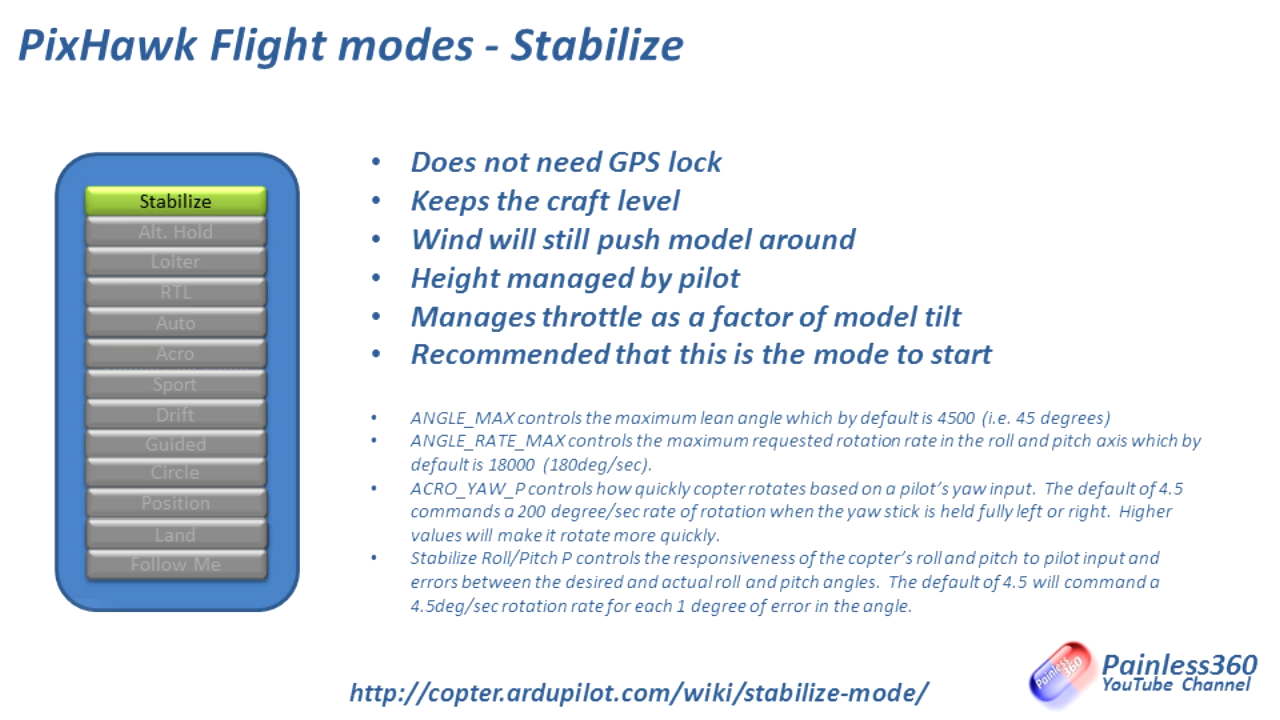 PixHawk Flight modes - Stabilize
Stabilize
Alt. Hold
Loiter
RTL
Auto
Acro
Sport
Drift
Guided
Circle
Position
Land
Follow Me
• Does not need GPS lock
• Keeps the craft level
• Wind will still push model around
• Height managed by pilot
• Manages throttle as a factor of model tilt
• Recommended that this is the mode to start
• ANGLE_MAX controls the maximum lean angle which by default is 4500 (i.e. 45 degrees)
• ANGLE_RATE_MAX controls the maximum requested rotation rate in the roll and pitch axis which by
default is 18000 (180deg/sec).
• ACRO_YAW_P controls how quickly copter rotates based on a pilot’s yaw input. The default of 4.5
commands a 200 degree/sec rate of rotation when the yaw stick is held fully left or right. Higher
values will make it rotate more quickly.
• Stabilize Roll/Pitch P controls the responsiveness of the copter’s roll and pitch to pilot input and
errors between the desired and actual roll and pitch angles. The default of 4.5 will command a
4.5deg/sec rotation rate for each 1 degree of error in the angle.
http://copter.ardupilot.com/wiki/stabilize-mode/
Painless
360
Painless360
YouTube Channel